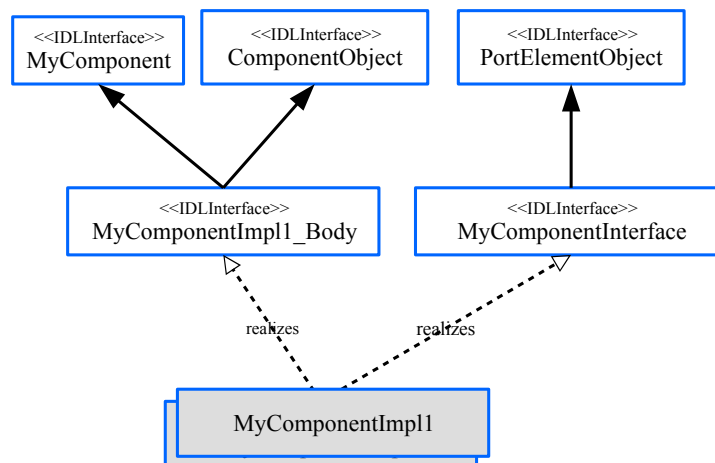 <<IDLInterface>>
MyComponent
<<IDLInterface>>
ComponentObject
<<IDLInterface>>
PortElementObject
<<IDLInterface>>
MyComponentImpl1_Body
<<IDLInterface>>
MyComponentInterface
realizes
realizes
MyComponentImpl1